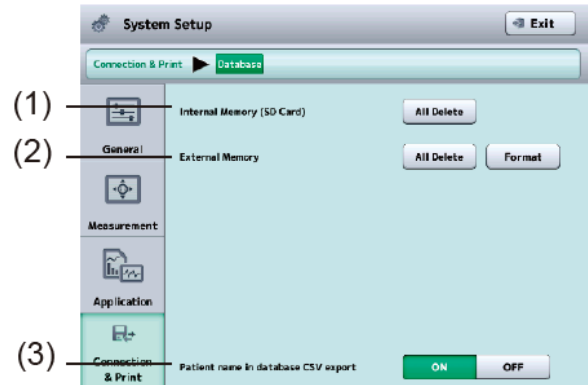 System Setup
Exit
Connection & Print Database
(1)
Internal Memory (SD Card) All Delete
General
(2)
External Memory All Delete Format
Measurement
Application
(3)
Connection
& Print
Patient name in database CSV export ON OFF